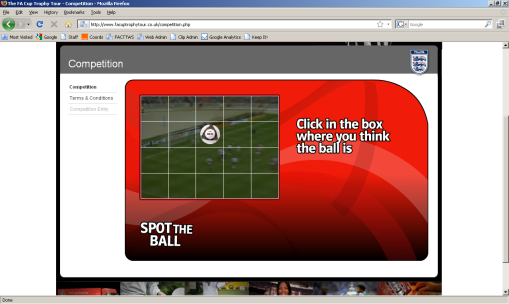 The FA Cup Trophy Tour - Competition - Mozilla Firefox
File Edit View History Bookmarks Tools Help
http://www.facuptrophytour.co.uk/competition.php
Google
Most Visited Google Staff Coords FACTTAS Web Admin Clip Admin Google Analytics Keep It!
Competition
Competition
Terms & Conditions
Competition Entry
Click in the box
where you think
the ball is
SPOT THE
BALL
Done